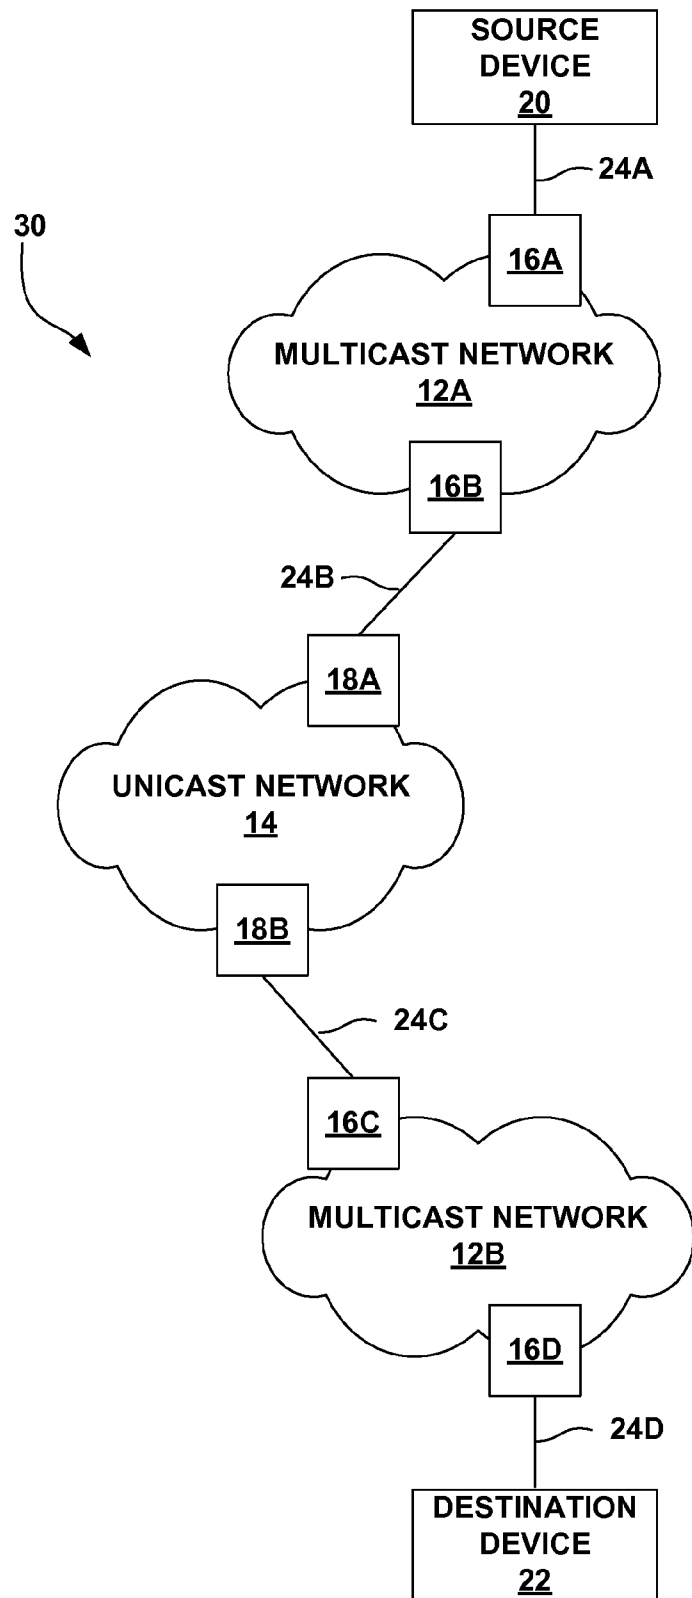 SOURCE
DEVICE
20
24A
30
16A
MULTICAST NETWORK
12A
16B
24B
18A
UNICAST NETWORK
14
18B
24C
16C
MULTICAST NETWORK
12B
16D
24D
DESTINATION
DEVICE
22